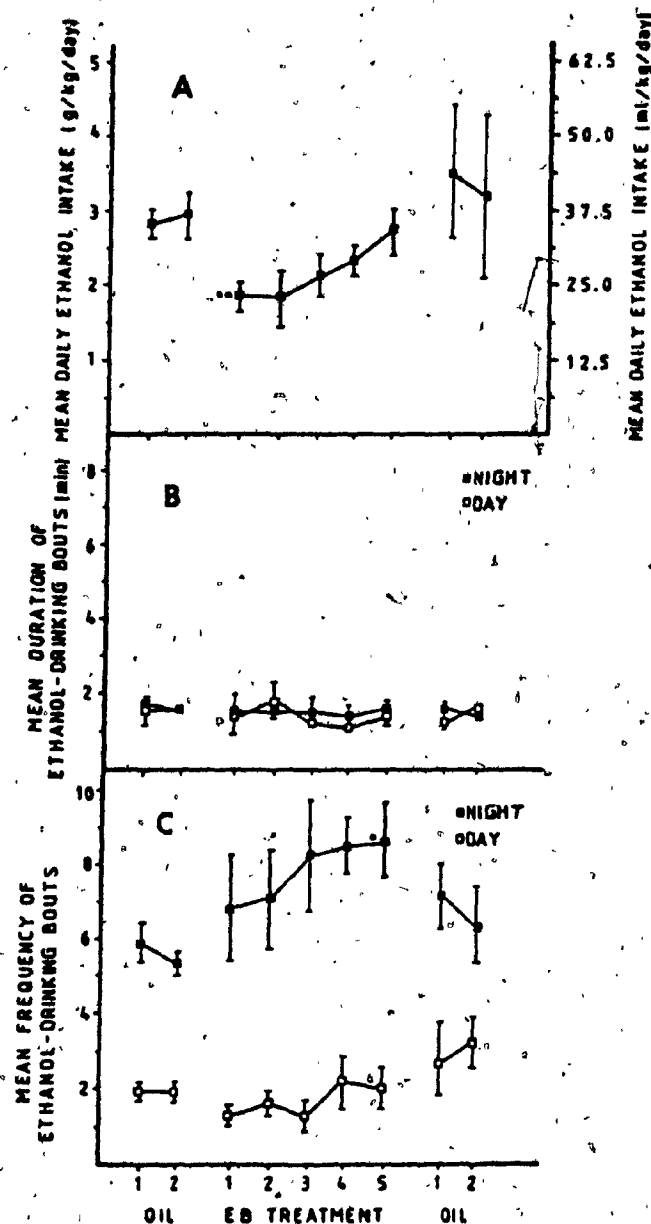 MEAN DAILY ETHANOL INTAKE (g/kg/day)
5
4
3
2
1
A
**
62.5
50.0
37.5
25.0
12.5
MEAN DAILY ETHANOL INTAKE (ml/kg/day)
MEAN DURATION OF
ETHANOL-DRINKING BOUTS (min)
8
6
4
2
B
NIGHT
DAY
MEAN FREQUENCY OF
ETHANOL-DRINKING BOUTS
10
8
6
4
2
C
*
NIGHT
DAY
1 2 1 2 3 4 5 1 2
OIL EB TREATMENT OIL